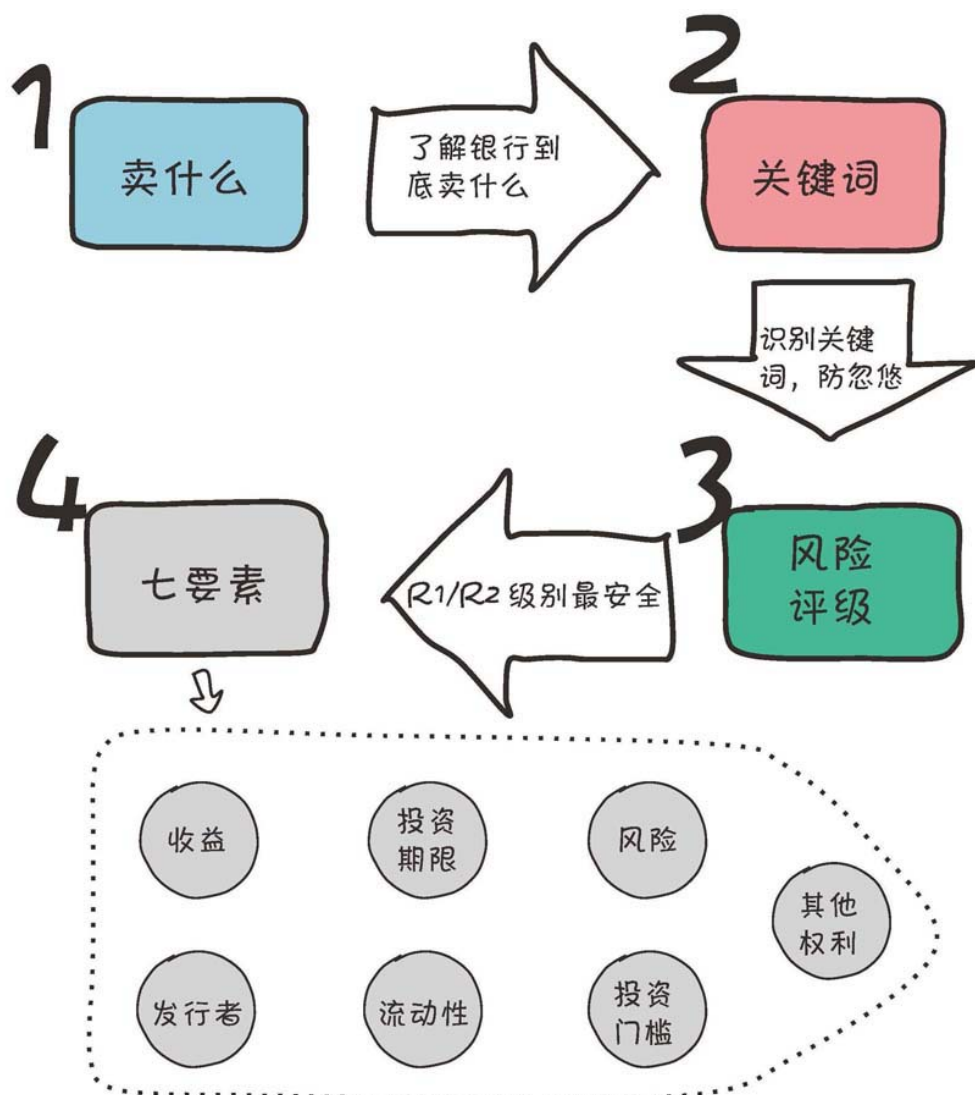 1
卖什么
了解银行到
底卖什么
2
关键词
识别关键
词，防忽悠
3
风险
评级
R1/R2级别最安全
4
七要素
收益
投资
期限
风险
其他
权利
发行者
流动性
投资
门槛